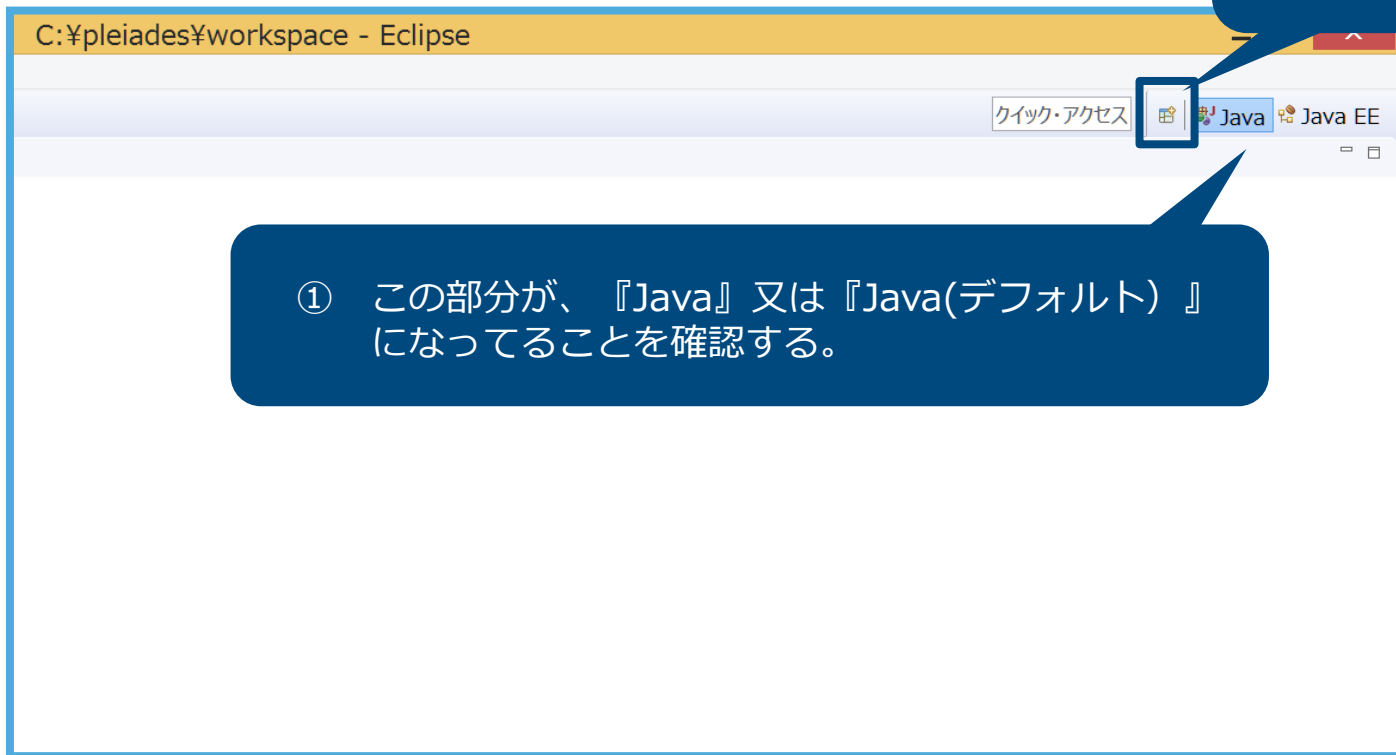 C:¥pleiades¥workspace - Eclipse
クイック・アクセス Java Java EE
① この部分が、『Java』又は『Java(デフォルト）』
になってることを確認する。